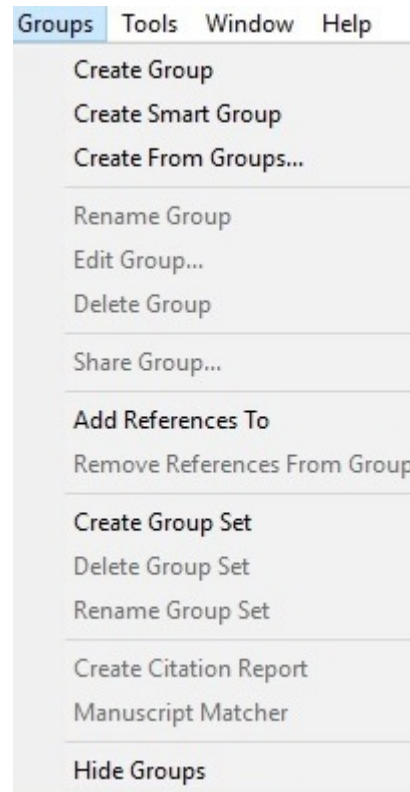 Groups Tools Window Help
Create Group
Create Smart Group
Create From Groups...
Rename Group
Edit Group...
Delete Group
Share Group...
Add References To
Remove References From Group
Create Group Set
Delete Group Set
Rename Group Set
Create Citation Report
Manuscript Matcher
Hide Groups